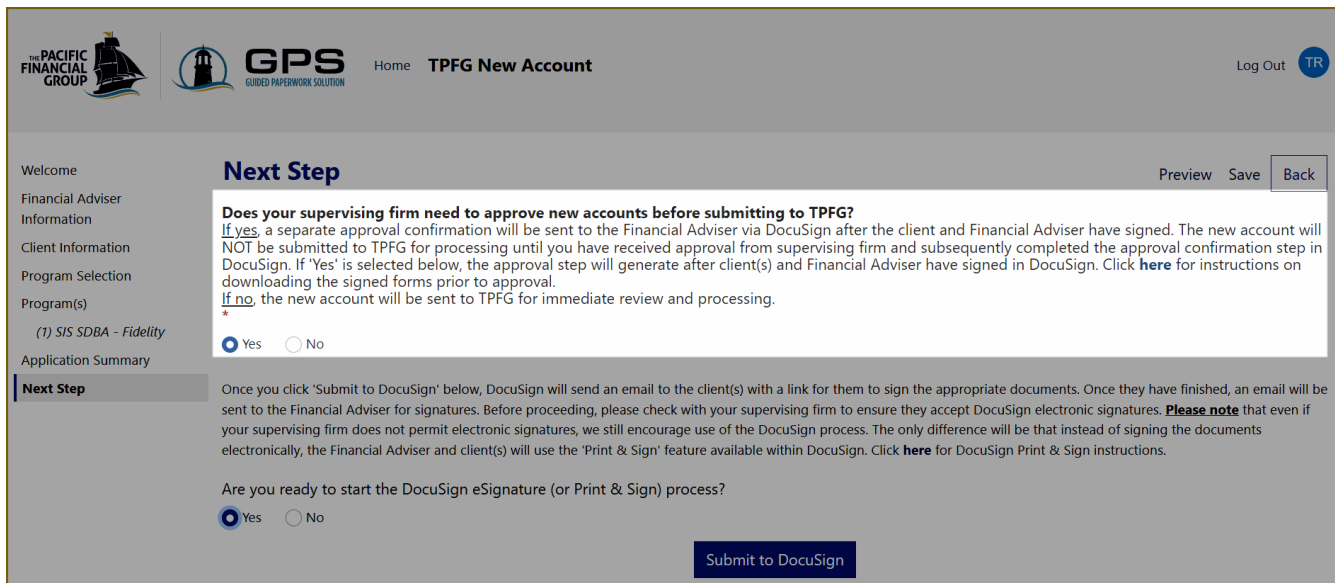 THE PACIFIC
FINANCIAL
GROUP
GPS
GUIDED PAPERWORK SOLUTION
Home TPFG New Account
Log Out TR
Welcome
Financial Adviser
Information
Client Information
Program Selection
Program(s)
(1) SIS SDBA - Fidelity
Application Summary
Next Step
Next Step
Preview Save Back
Does your supervising firm need to approve new accounts before submitting to TPFG?
If yes, a separate approval confirmation will be sent to the Financial Adviser via DocuSign after the client and Financial Adviser have signed. The new account will
NOT be submitted to TPFG for processing until you have received approval from supervising firm and subsequently completed the approval confirmation step in
DocuSign. If 'Yes' is selected below, the approval step will generate after client(s) and Financial Adviser have signed in DocuSign. Click here for instructions on
downloading the signed forms prior to approval.
If no, the new account will be sent to TPFG for immediate review and processing.
*
Yes No
Once you click 'Submit to DocuSign' below, DocuSign will send an email to the client(s) with a link for them to sign the appropriate documents. Once they have finished, an email will be
sent to the Financial Adviser for signatures. Before proceeding, please check with your supervising firm to ensure they accept DocuSign electronic signatures. Please note that even if
your supervising firm does not permit electronic signatures, we still encourage use of the DocuSign process. The only difference will be that instead of signing the documents
electronically, the Financial Adviser and client(s) will use the 'Print & Sign' feature available within DocuSign. Click here for DocuSign Print & Sign instructions.
Are you ready to start the DocuSign eSignature (or Print & Sign) process?
Yes No
Submit to DocuSign